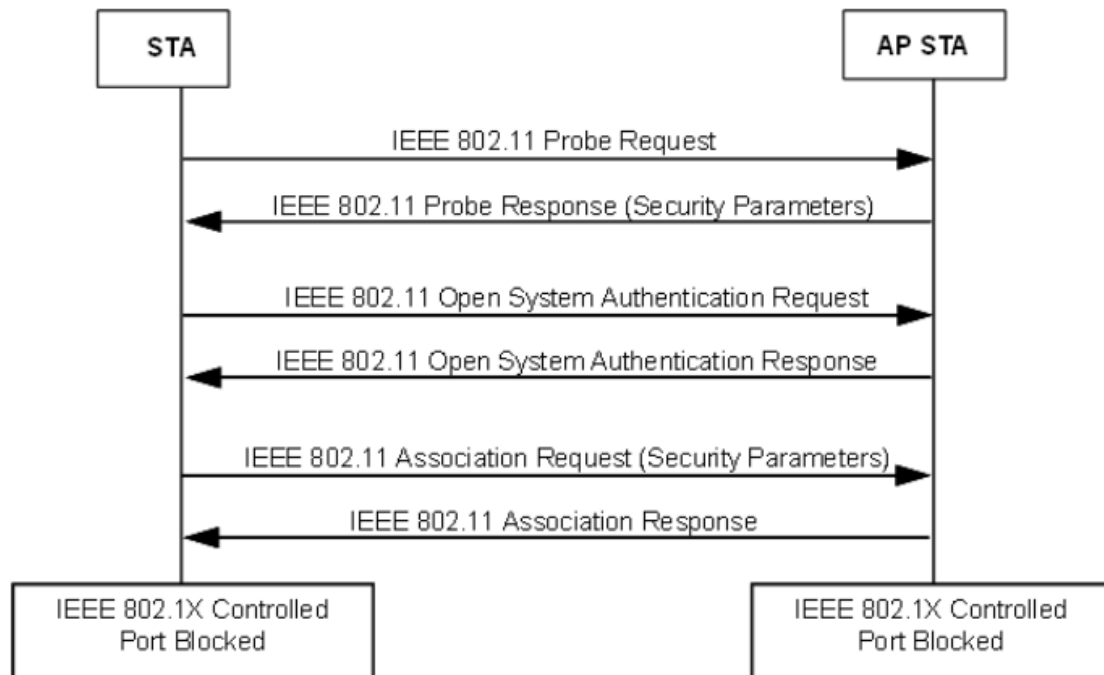 STA
AP STA
IEEE 802.11 Probe Request
IEEE 802.11 Probe Response (Security Parameters)
IEEE 802.11 Open System Authentication Request
IEEE 802.11 Open System Authentication Response
IEEE 802.11 Association Request (Security Parameters)
IEEE 802.11 Association Response
IEEE 802.1X Controlled
Port Blocked
IEEE 802.1X Controlled
Port Blocked